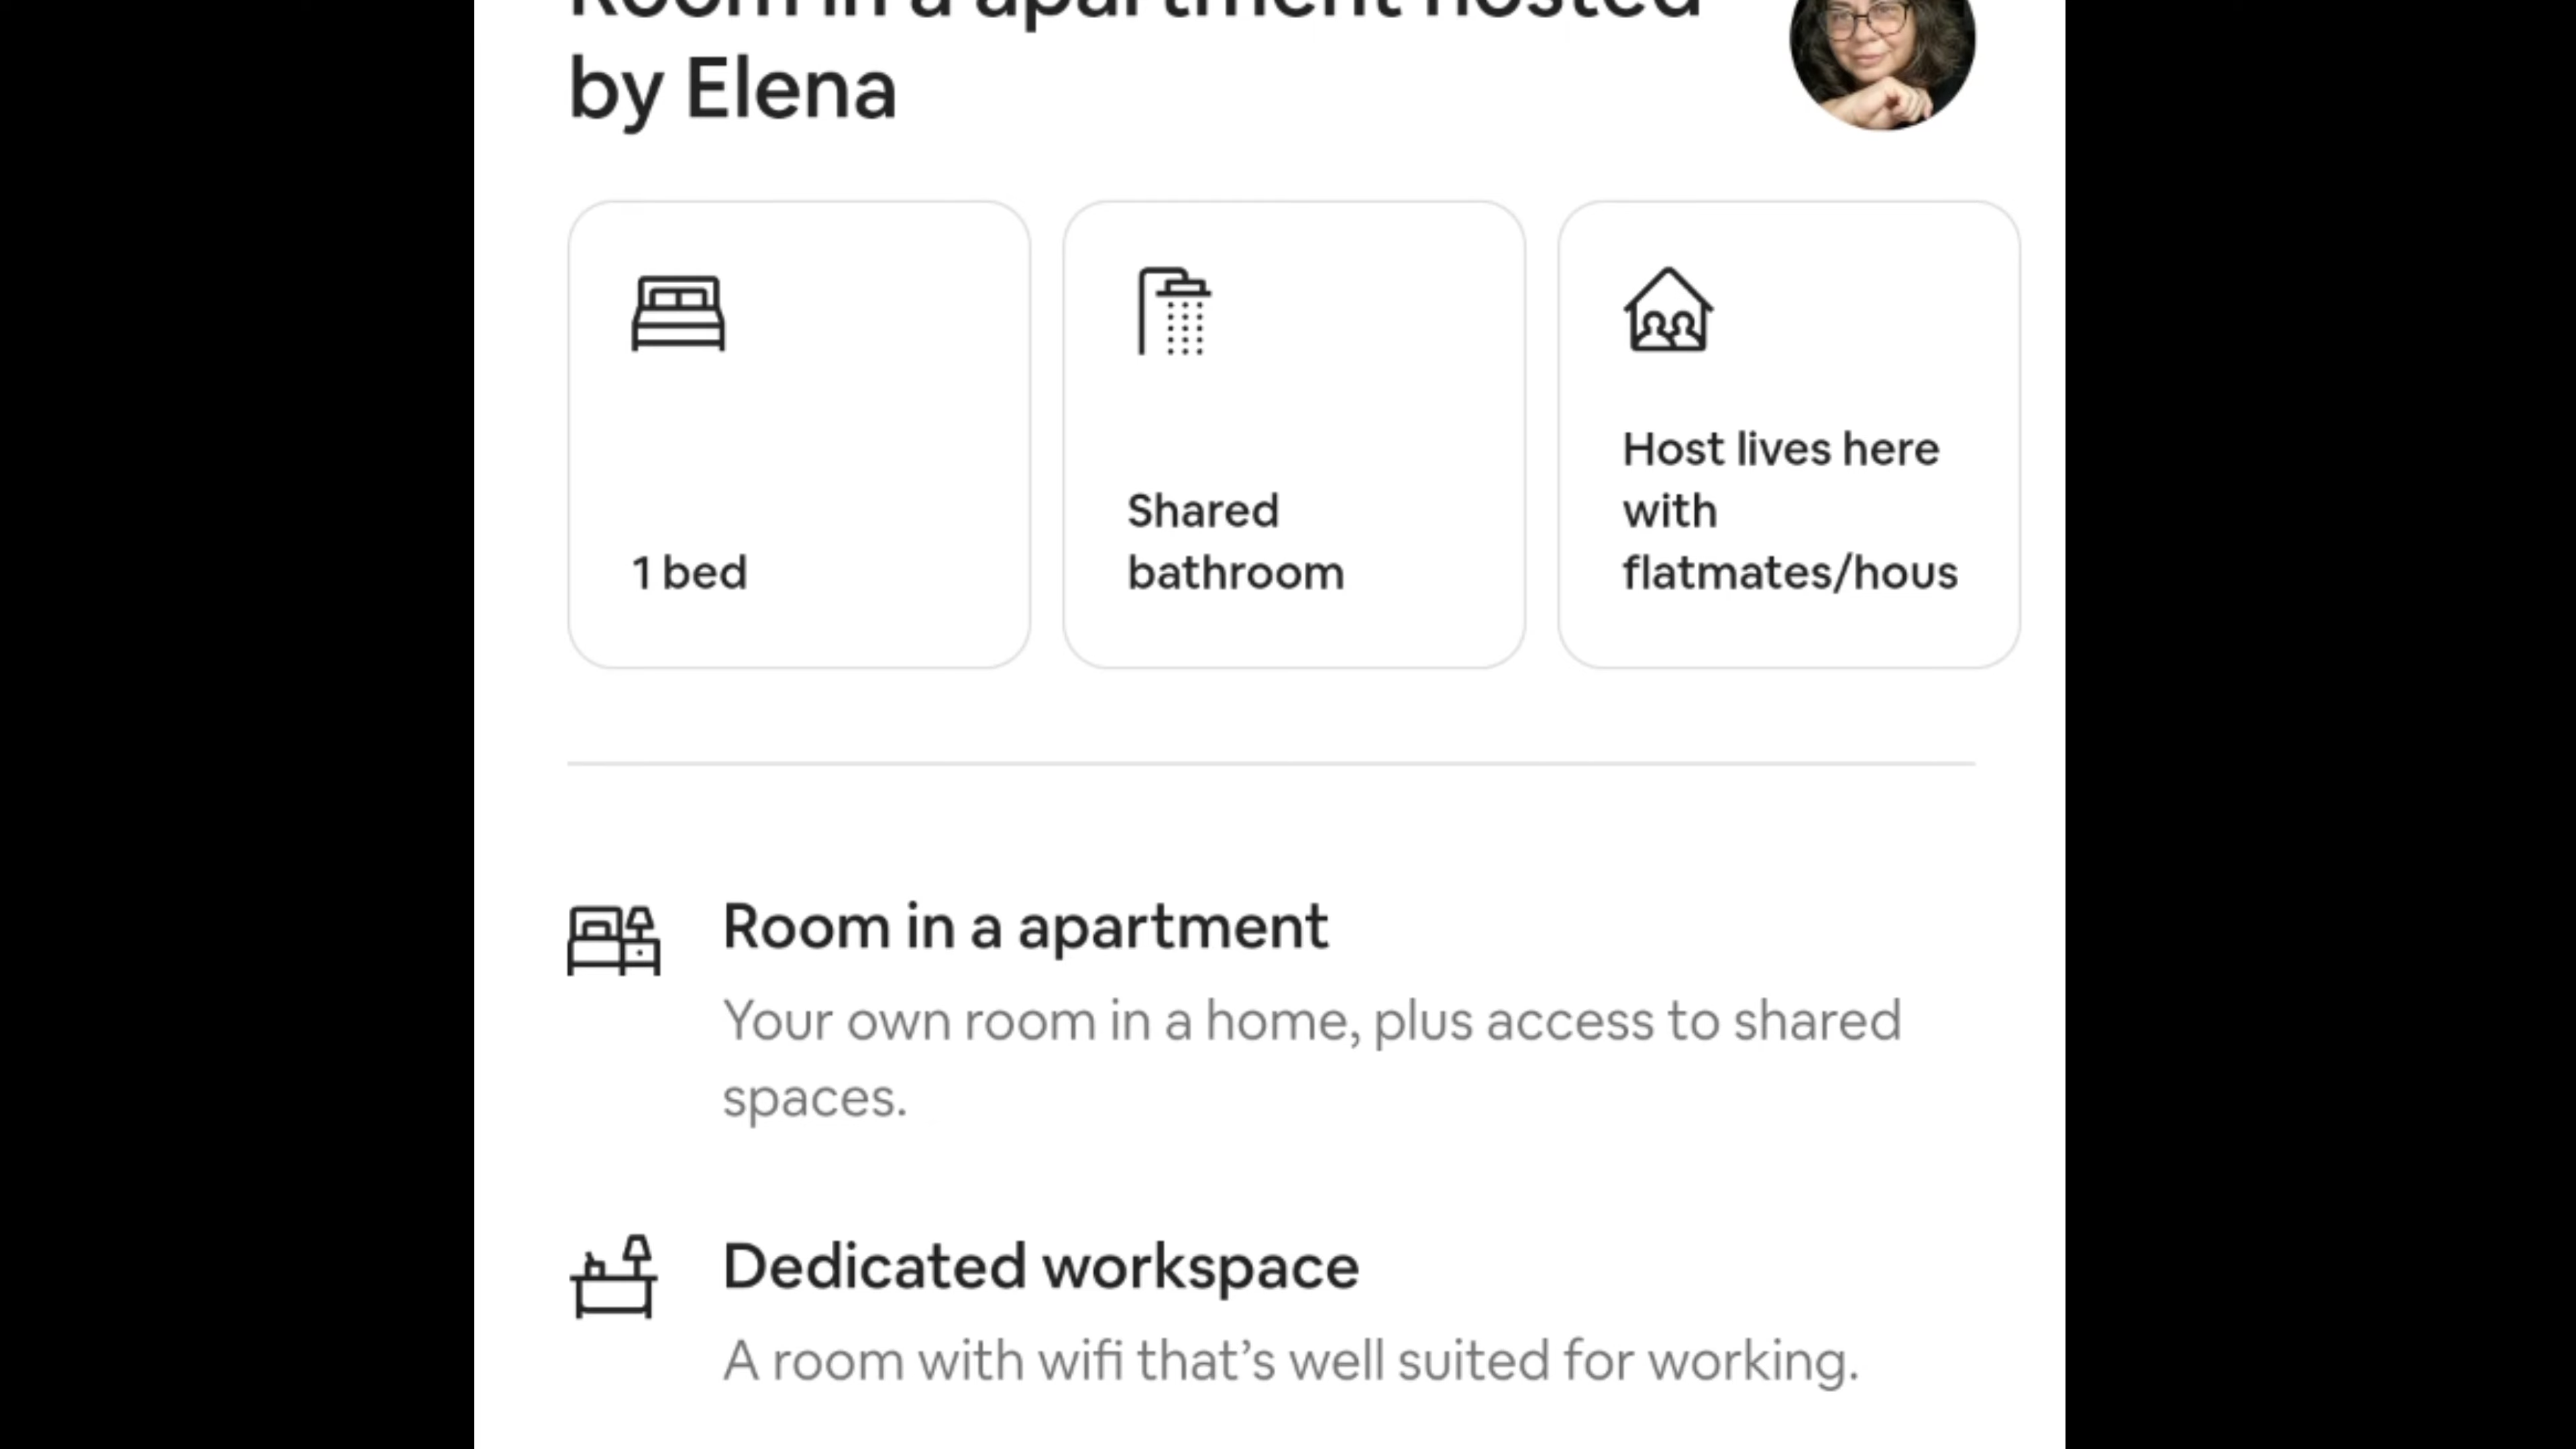 Room in a apartment hosted
by Elena
1 bed
Shared
bathroom
Host lives here
with
flatmates/hous
Room in a apartment
Your own room in a home, plus access to shared
spaces.
Dedicated workspace
A room with wifi that’s well suited for working.